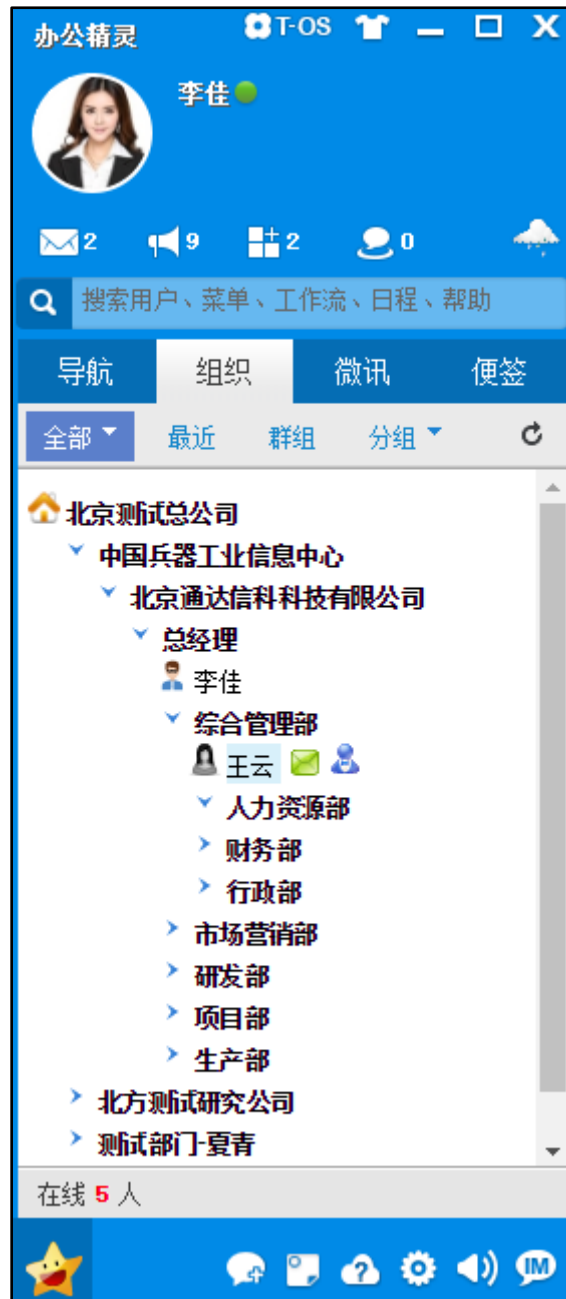 办公精灵 T-OS
李佳
2 9 2 0
搜索用户、菜单、工作流、日程、帮助
导航 组织 微讯 便签
全部 最近 群组 分组
北京测试总公司
中国兵器工业信息中心
北京通达信科科技有限公司
总经理
李佳
综合管理部
王云
人力资源部
财务部
行政部
市场营销部
研发部
项目部
生产部
北方测试研究公司
测试部门-夏青
在线 5 人
IM